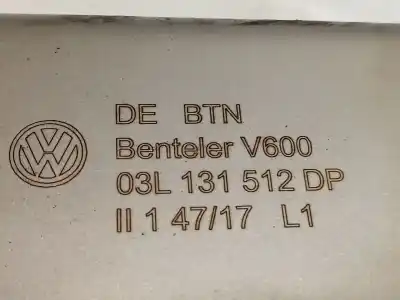 DE BTN
Benteler V600
03L 131 512 DP
II 1 47/17 L1